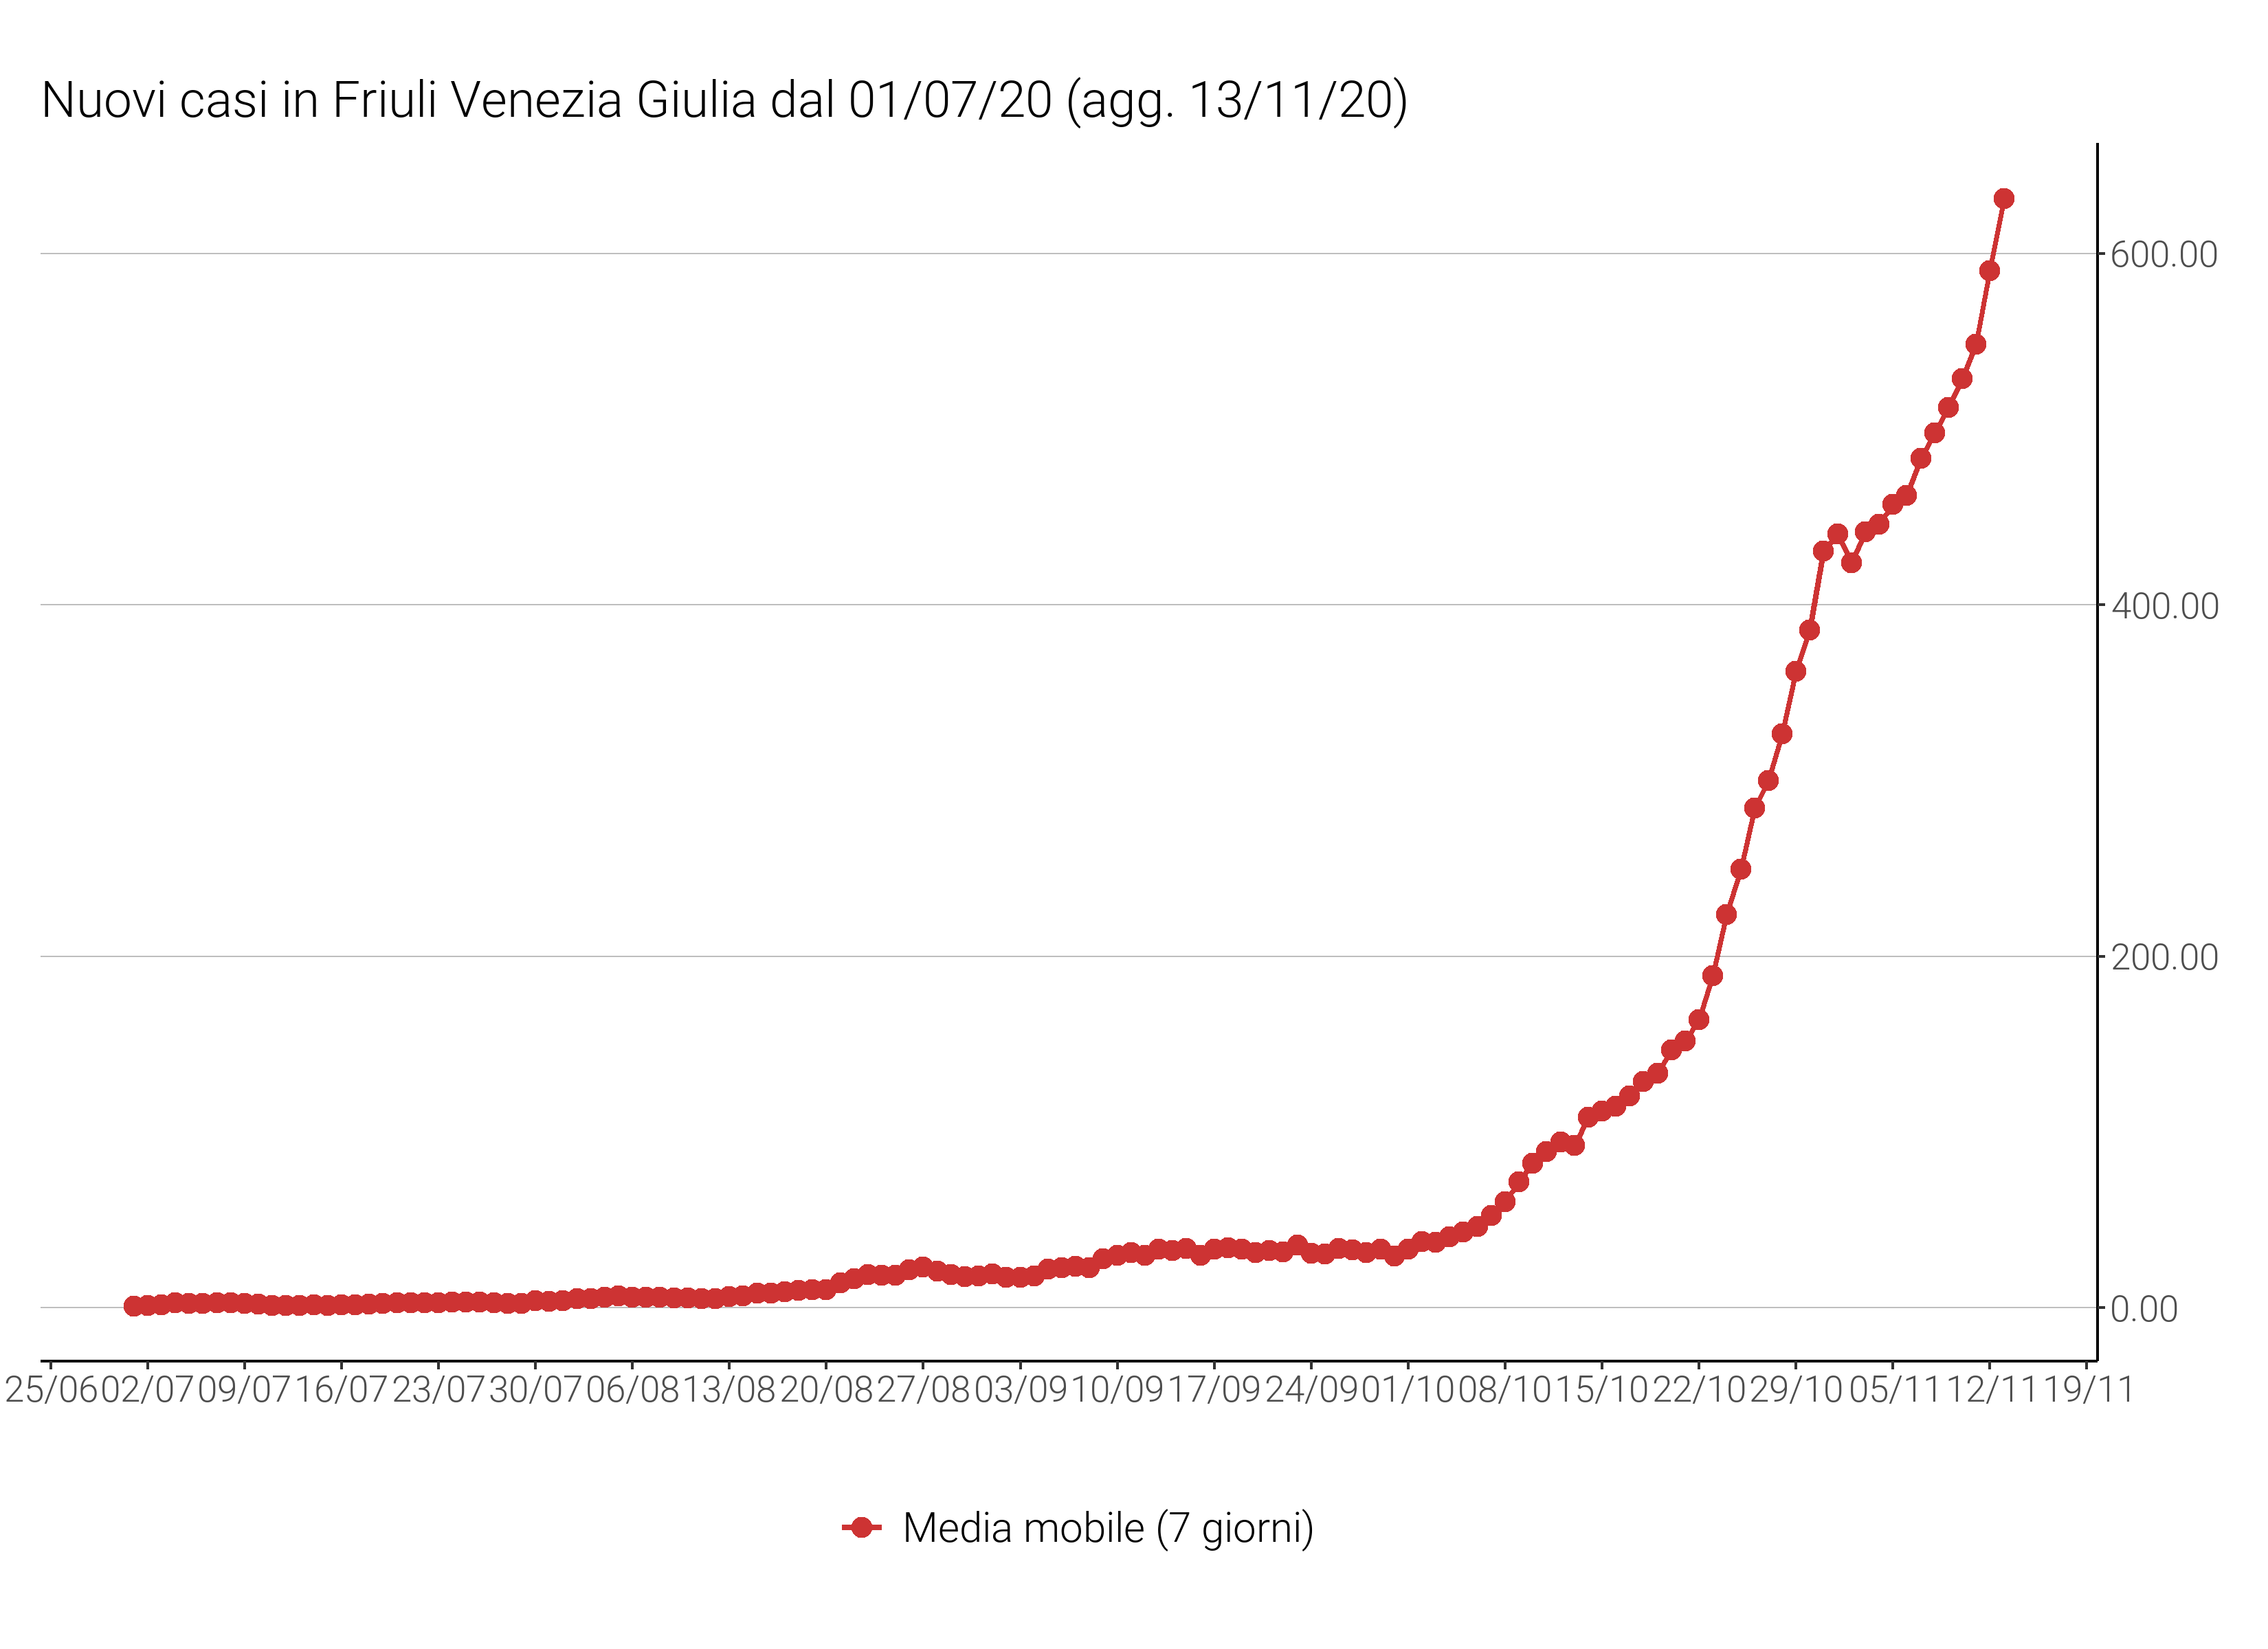 Nuovi casi in Friuli Venezia Giulia dal 01/07/20 (agg. 13/11/20)
600.00
400.00
200.00
0.00
25/06 02/07 09/07 16/07 23/07 30/07 06/08 13/08 20/08 27/08 03/09 10/09 17/09 24/09 01/10 08/10 15/10 22/10 29/10 05/11 12/11 19/11
Media mobile (7 giorni)